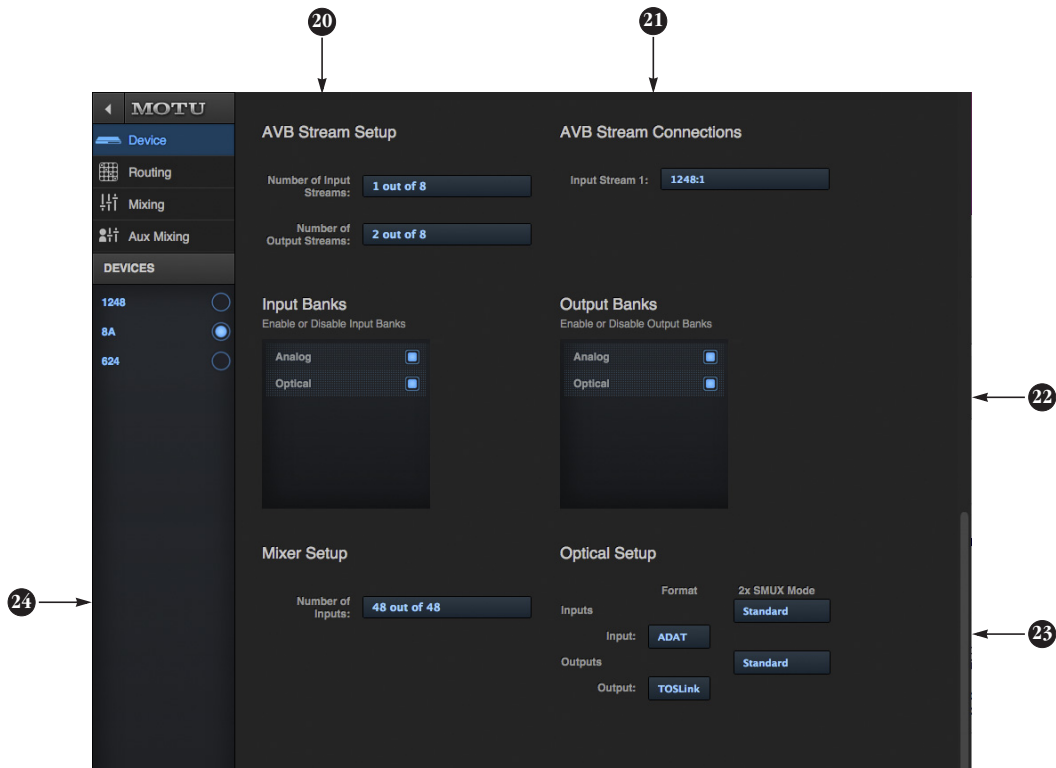 20
21
MOTU
Device
Routing
Mixing
Aux Mixing
DEVICES
1248
8A
624
AVB Stream Setup
Number of Input
Streams:
1 out of 8
Number of
Output Streams:
2 out of 8
AVB Stream Connections
Input Stream 1:
1248:1
Input Banks
Enable or Disable Input Banks
Analog
Optical
Output Banks
Enable or Disable Output Banks
Analog
Optical
22
Mixer Setup
Number of
Inputs:
48 out of 48
Optical Setup
Format
2x SMUX Mode
Inputs
Standard
Input:
ADAT
Outputs
Standard
Output:
TOSLink
23
24